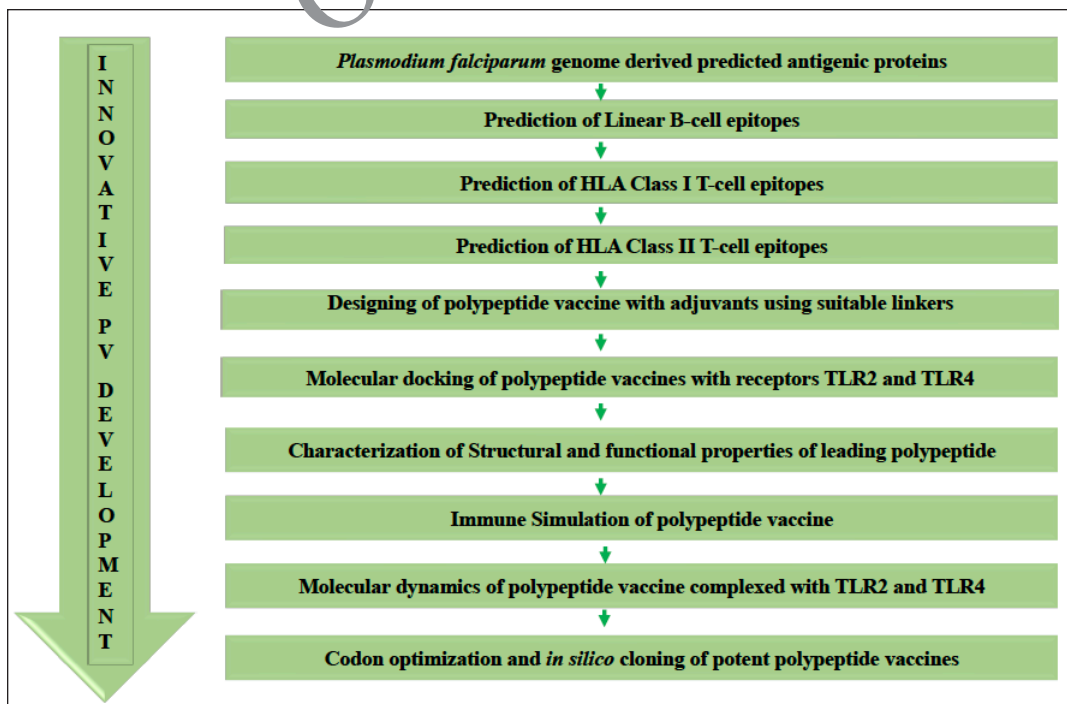 INNOVATIVE PV DEVELOPMENT
Plasmodium falciparum genome derived predicted antigenic proteins
Prediction of Linear B-cell epitopes
Prediction of HLA Class I T-cell epitopes
Prediction of HLA Class II T-cell epitopes
Designing of polypeptide vaccine with adjuvants using suitable linkers
Molecular docking of polypeptide vaccines with receptors TLR2 and TLR4
Characterization of Structural and functional properties of leading polypeptide
Immune Simulation of polypeptide vaccine
Molecular dynamics of polypeptide vaccine complexed with TLR2 and TLR4
Codon optimization and in silico cloning of potent polypeptide vaccines